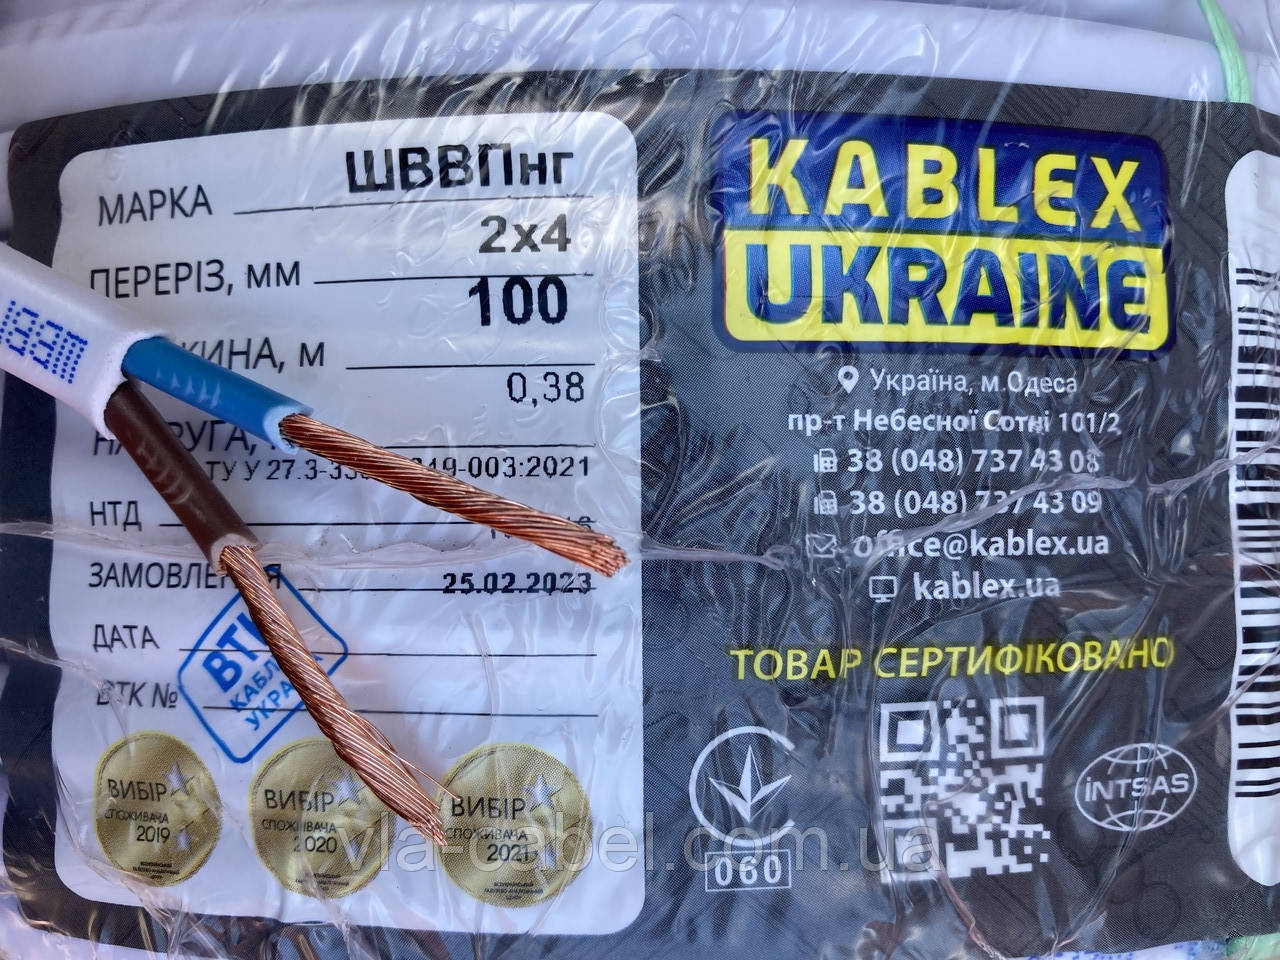 МАРКА ШВВПнг
ПЕРЕРІЗ, мм 2х4
100
м
0,38
ТУ У 27.3-
-003:2021
НТД
25.02.2023
ДАТА
ВТК №
КАБЛ
УКРА
ВИБІР
СПОЖИВАЧА
2019
ВИБІР
СПОЖИВАЧА
2020
ВИБІР
СПОЖИВАЧА
2021
KABLEX
UKRAINE
Україна, м.Одеса
пр-т Небесної Сотні 101/2
38 (048) 737 43 08
38 (048) 737 43 09
office@kablex.ua
kablex.ua
ТОВАР СЕРТИФІКОВАНО
060
iNTSAS
vla-cabel.com.ua